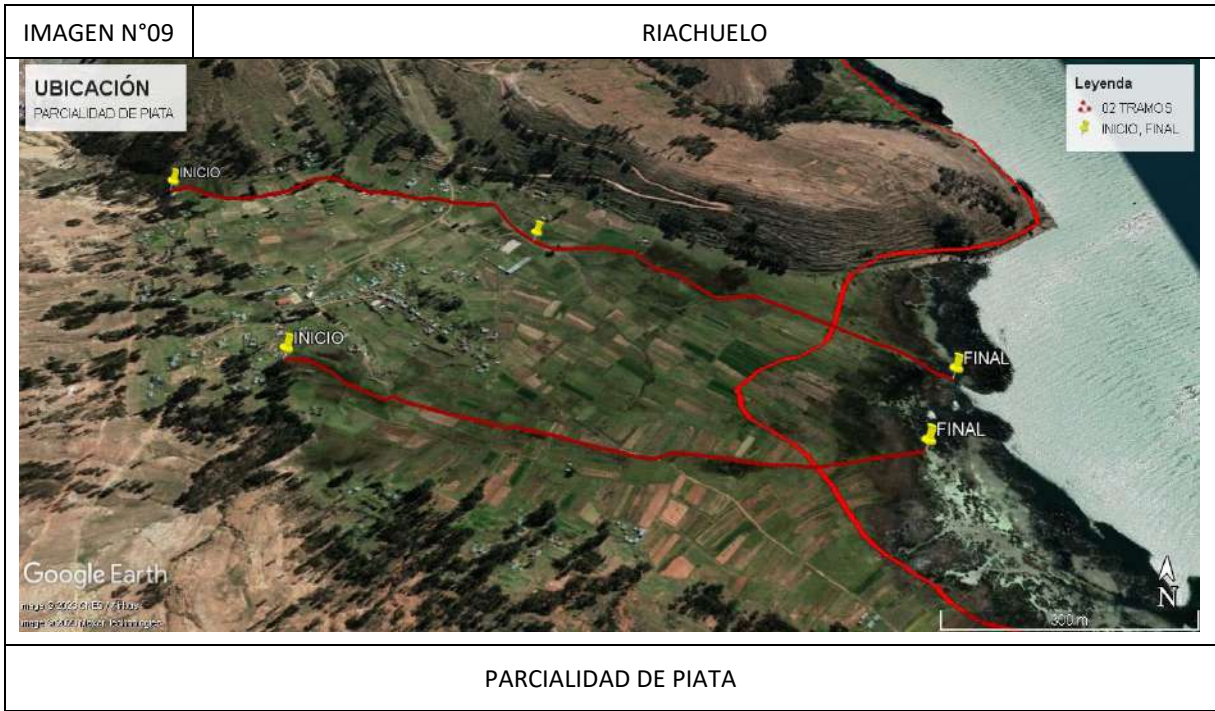 IMAGEN N°09
RIACHUELO
UBICACIÓN
PARCIALIDAD DE PIATA
Leyenda
02 TRAMOS
INICIO, FINAL
INICIO
INICIO
FINAL
FINAL
Google Earth
N
300 m
PARCIALIDAD DE PIATA